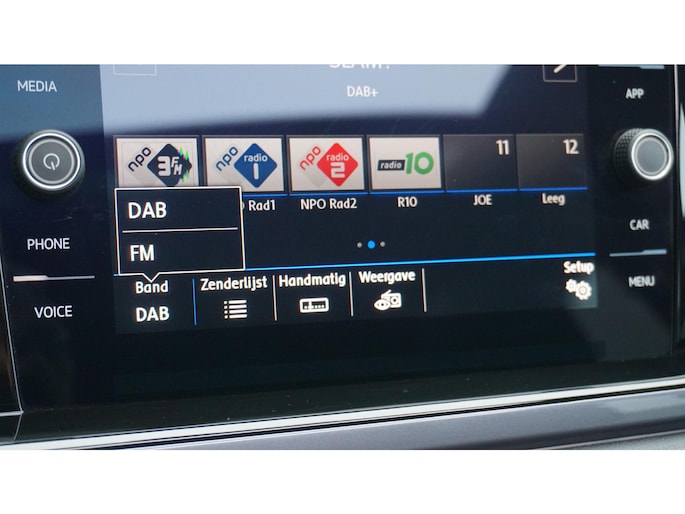 MEDIA
DAB+
APP
npo 3FM
npo radio 1
npo radio 2
radio 10
11
12
Rad1
NPO Rad2
R10
JOE
Leeg
DAB
FM
PHONE
CAR
Band
Zenderlijst
Handmatig
Weergave
Setup
MENU
VOICE
DAB